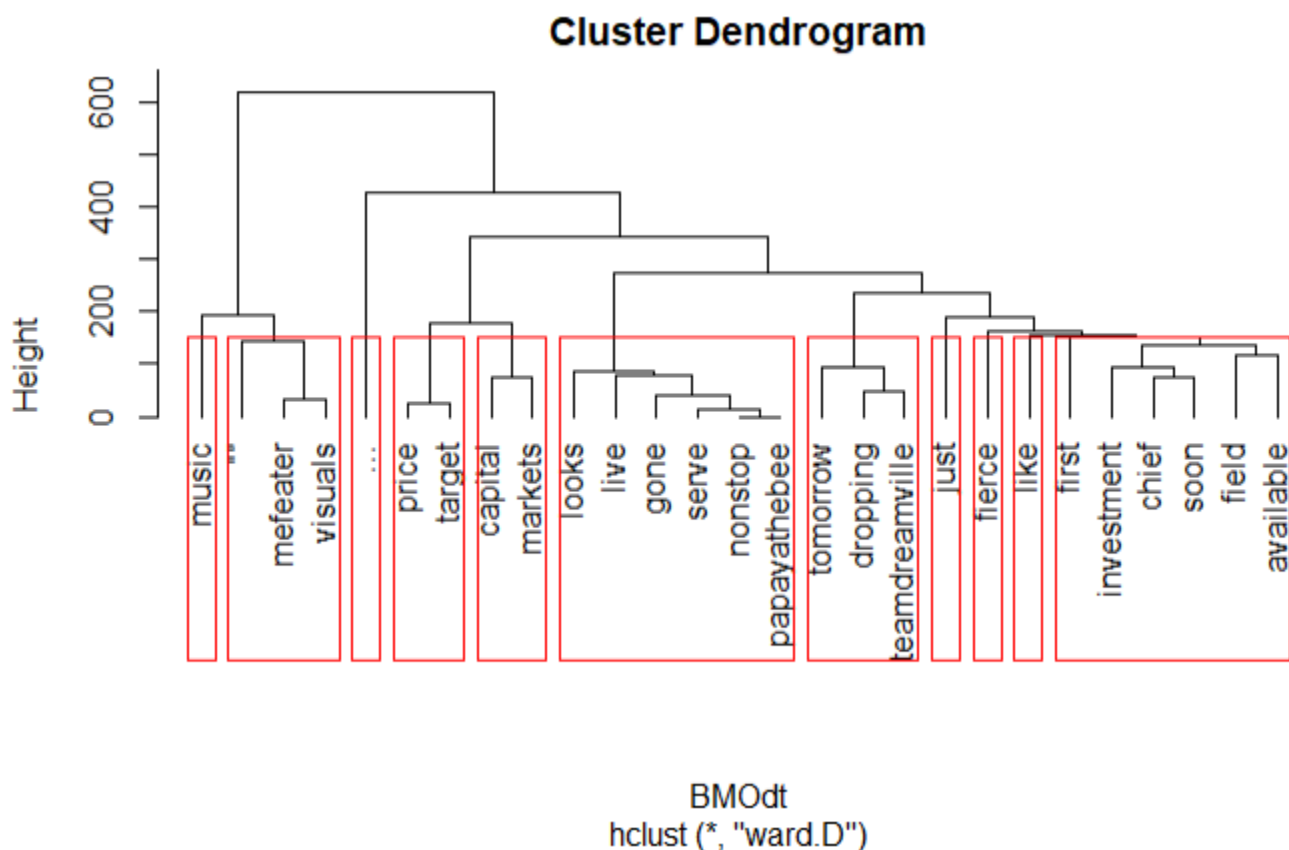 Cluster Dendrogram
Height
0
200
400
600
music
mefeater
visuals
...
price
target
capital
markets
looks
live
gone
serve
nonstop
papayathebee
tomorrow
dropping
teamdreamville
just
fierce
like
first
investment
chief
soon
field
available
BMOdt
hclust (*, "ward.D")